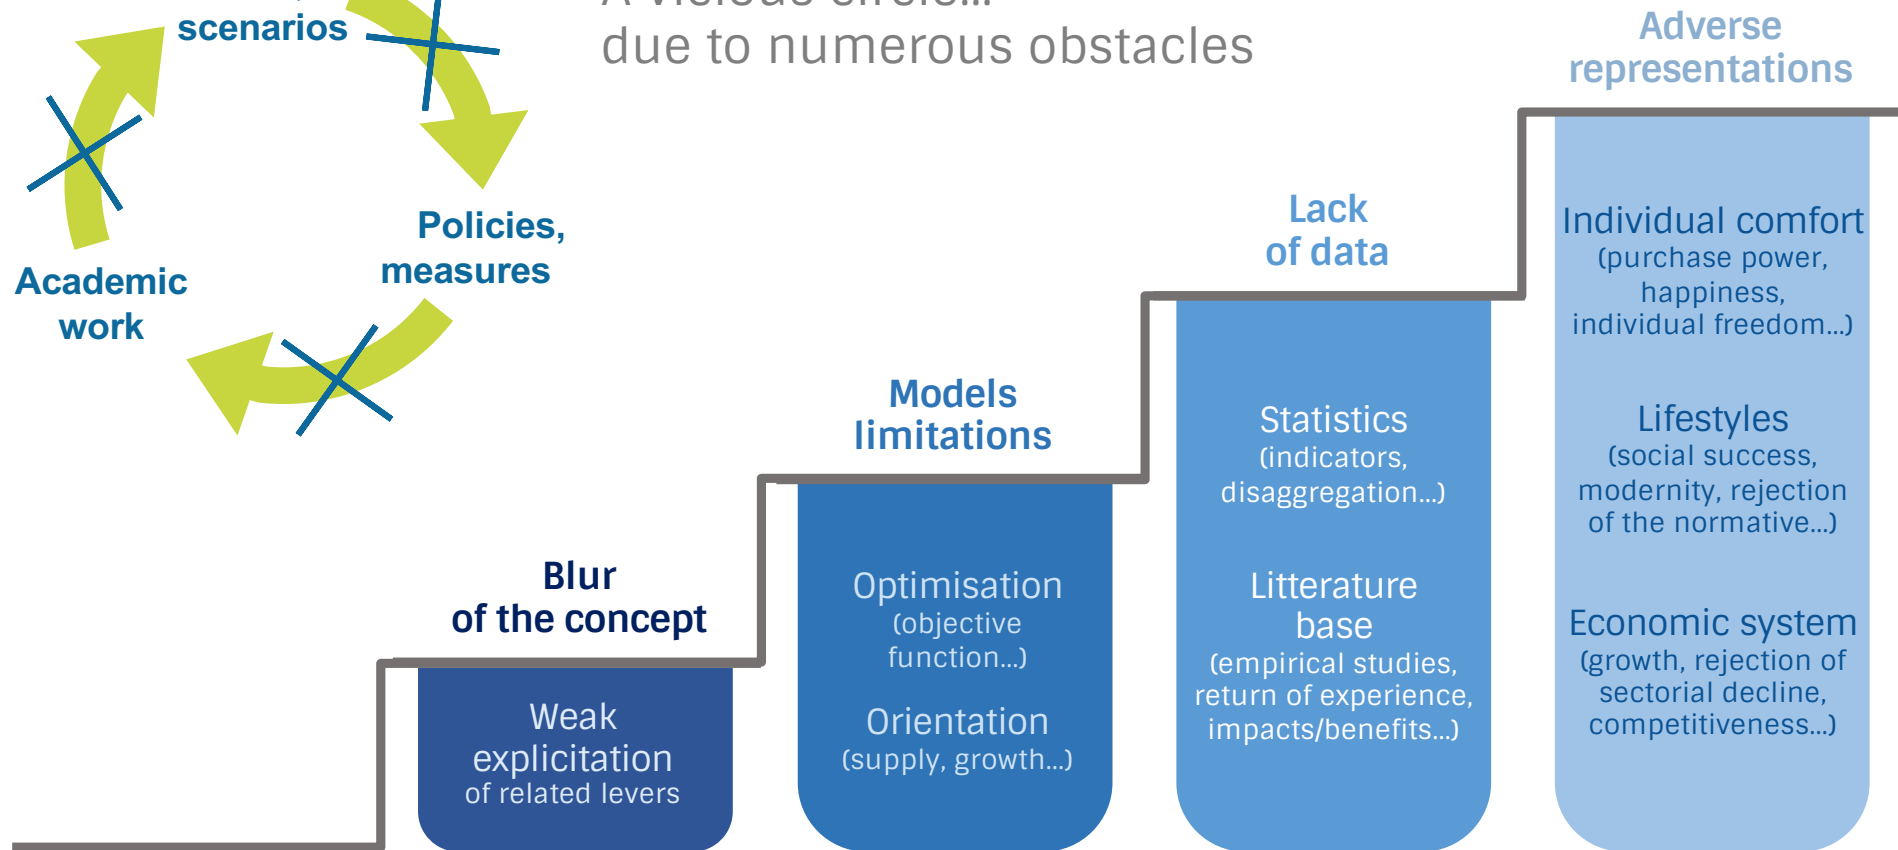 A vicious circle...
due to numerous obstacles
scenarios
Policies,
measures
Academic
work
Blur
of the concept
Weak
explicitation
of related levers
Models
limitations
Optimisation
(objective
function...)
Orientation
(supply, growth...)
Lack
of data
Statistics
(indicators,
disaggregation...)
Litterature
base
(empirical studies,
return of experience,
impacts/benefits...)
Adverse
representations
Individual comfort
(purchase power,
happiness,
individual freedom...)
Lifestyles
(social success,
modernity, rejection
of the normative...)
Economic system
(growth, rejection of
sectorial decline,
competitiveness...)